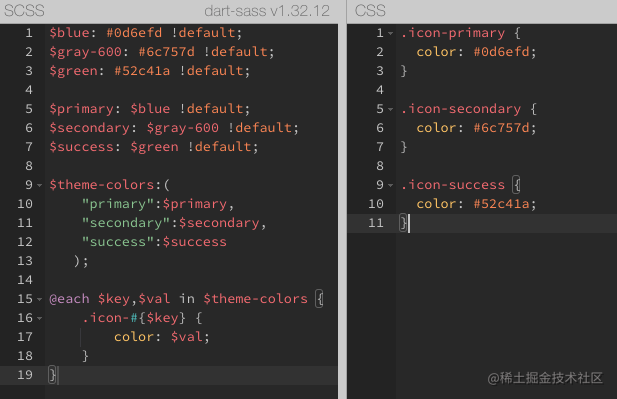 SCSS dart-sass v1.32.12
1 $blue: #0d6efd !default;
2 $gray-600: #6c757d !default;
3 $green: #52c41a !default;
4
5 $primary: $blue !default;
6 $secondary: $gray-600 !default;
7 $success: $green !default;
8
9 $theme-colors:(
10 "primary":$primary,
11 "secondary":$secondary,
12 "success":$success
13 );
14
15 @each $key,$val in $theme-colors {
16 .icon-#{$key} {
17 color: $val;
18 }
19 }
CSS
1 .icon-primary {
2 color: #0d6efd;
3 }
4
5 .icon-secondary {
6 color: #6c757d;
7 }
8
9 .icon-success {
10 color: #52c41a;
11 }
@稀土掘金技术社区